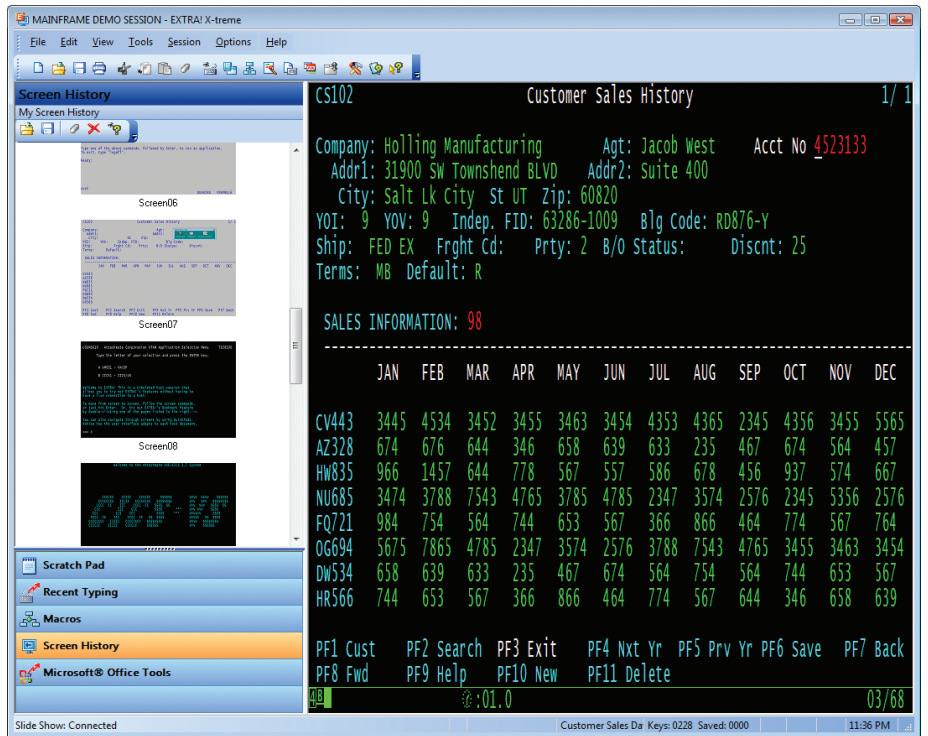 MAINFRAME DEMO SESSION - EXTRA! X-treme
File Edit View Tools Session Options Help
Screen History
My Screen History
Screen06
Screen07
Screen08
Scratch Pad
Recent Typing
Macros
Screen History
Microsoft® Office Tools
CS102 Customer Sales History 1/ 1
Company: Holling Manufacturing Agt: Jacob West Acct No 4523133
Addr1: 31900 SW Townshend BLVD Addr2: Suite 400
City: Salt Lk City St UT Zip: 60820
YOI: 9 YOV: 9 Indep. FID: 63286-1009 Blg Code: RD876-Y
Ship: FED EX Frght Cd: Prty: 2 B/O Status: Discnt: 25
Terms: MB Default: R
SALES INFORMATION: 98
JAN FEB MAR APR MAY JUN JUL AUG SEP OCT NOV DEC
CV443 3445 4534 3452 3455 3463 3454 4353 4365 2345 4356 3455 5565
AZ328 674 676 644 346 658 639 633 235 467 674 564 457
HW835 966 1457 644 778 567 557 586 678 456 937 574 667
NU685 3474 3788 7543 4765 3785 4785 2347 3574 2576 2345 5356 2576
FQ721 984 754 564 744 653 567 366 866 464 774 567 764
OG694 5675 7865 4785 2347 3574 2576 3788 7543 4765 3455 3463 3454
DW534 658 639 633 235 467 674 564 754 564 744 653 567
HR566 744 653 567 366 866 464 774 567 644 346 658 639
PF1 Cust PF2 Search PF3 Exit PF4 Nxt Yr PF5 Prv Yr PF6 Save PF7 Back
PF8 Fwd PF9 Help PF10 New PF11 Delete
4B :01.0 03/68
Slide Show: Connected Customer Sales Da Keys: 0228 Saved: 0000 11:36 PM